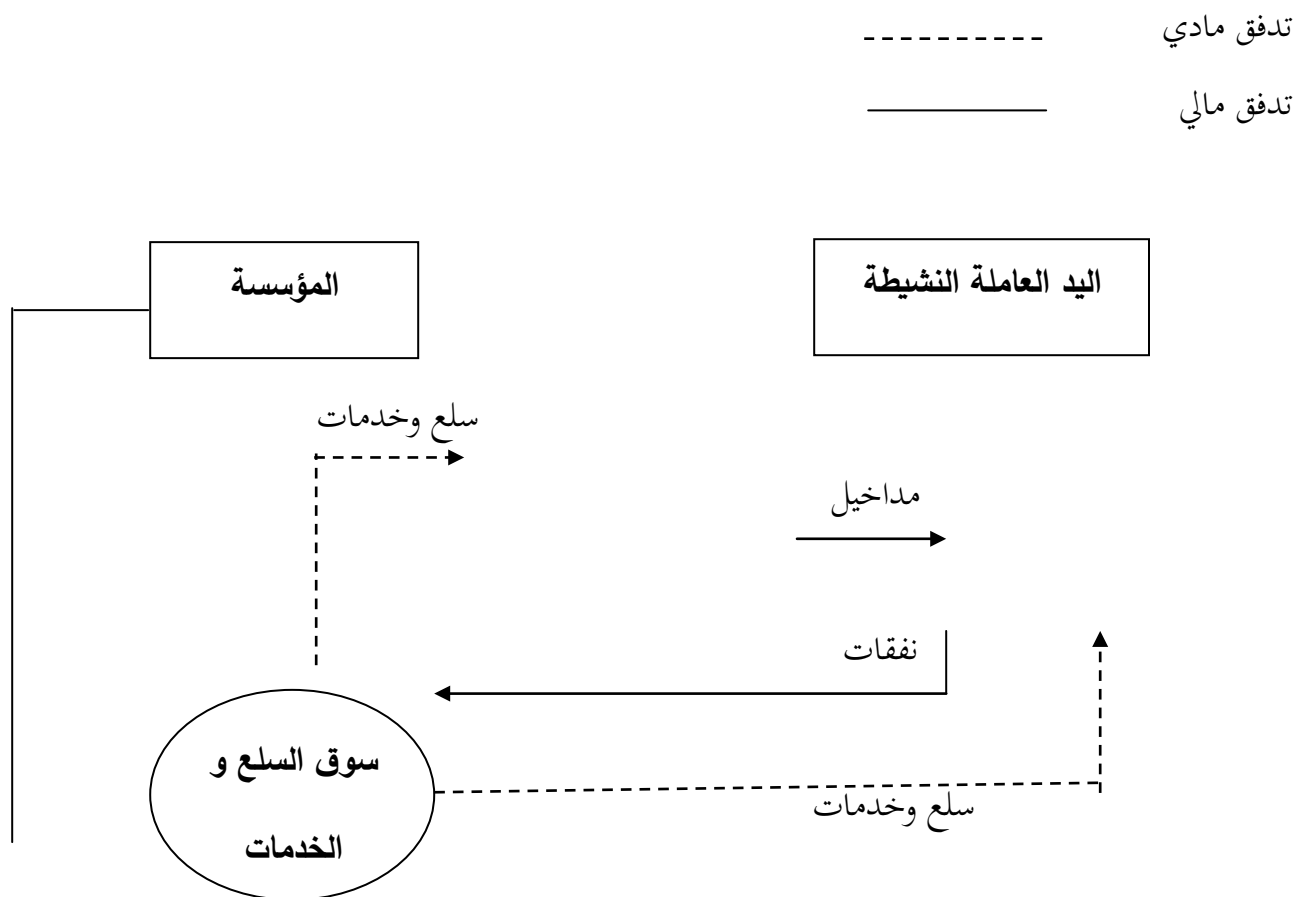 تدفق مادي
تدفق مالي
اليد العاملة النشيطة
المؤسسة
سلع وخدمات
مداخيل
نفقات
سوق السلع و
الخدمات
سلع وخدمات